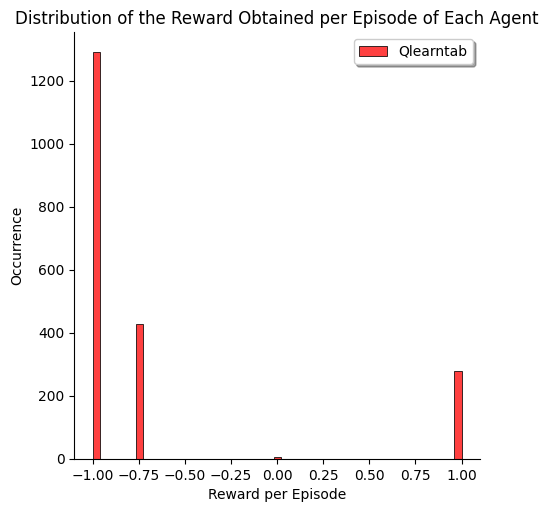 Distribution of the Reward Obtained per Episode of Each Agent
Qlearntab
1200
1000
800
600
400
200
0
Occurrence
−1.00 −0.75 −0.50 −0.25 0.00 0.25 0.50 0.75 1.00
Reward per Episode